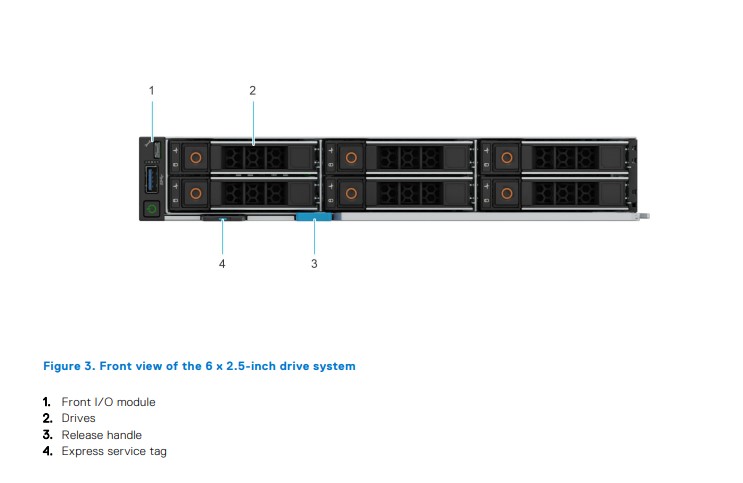 1
2
4
3
Figure 3. Front view of the 6 x 2.5-inch drive system
1. Front I/O module
2. Drives
3. Release handle
4. Express service tag